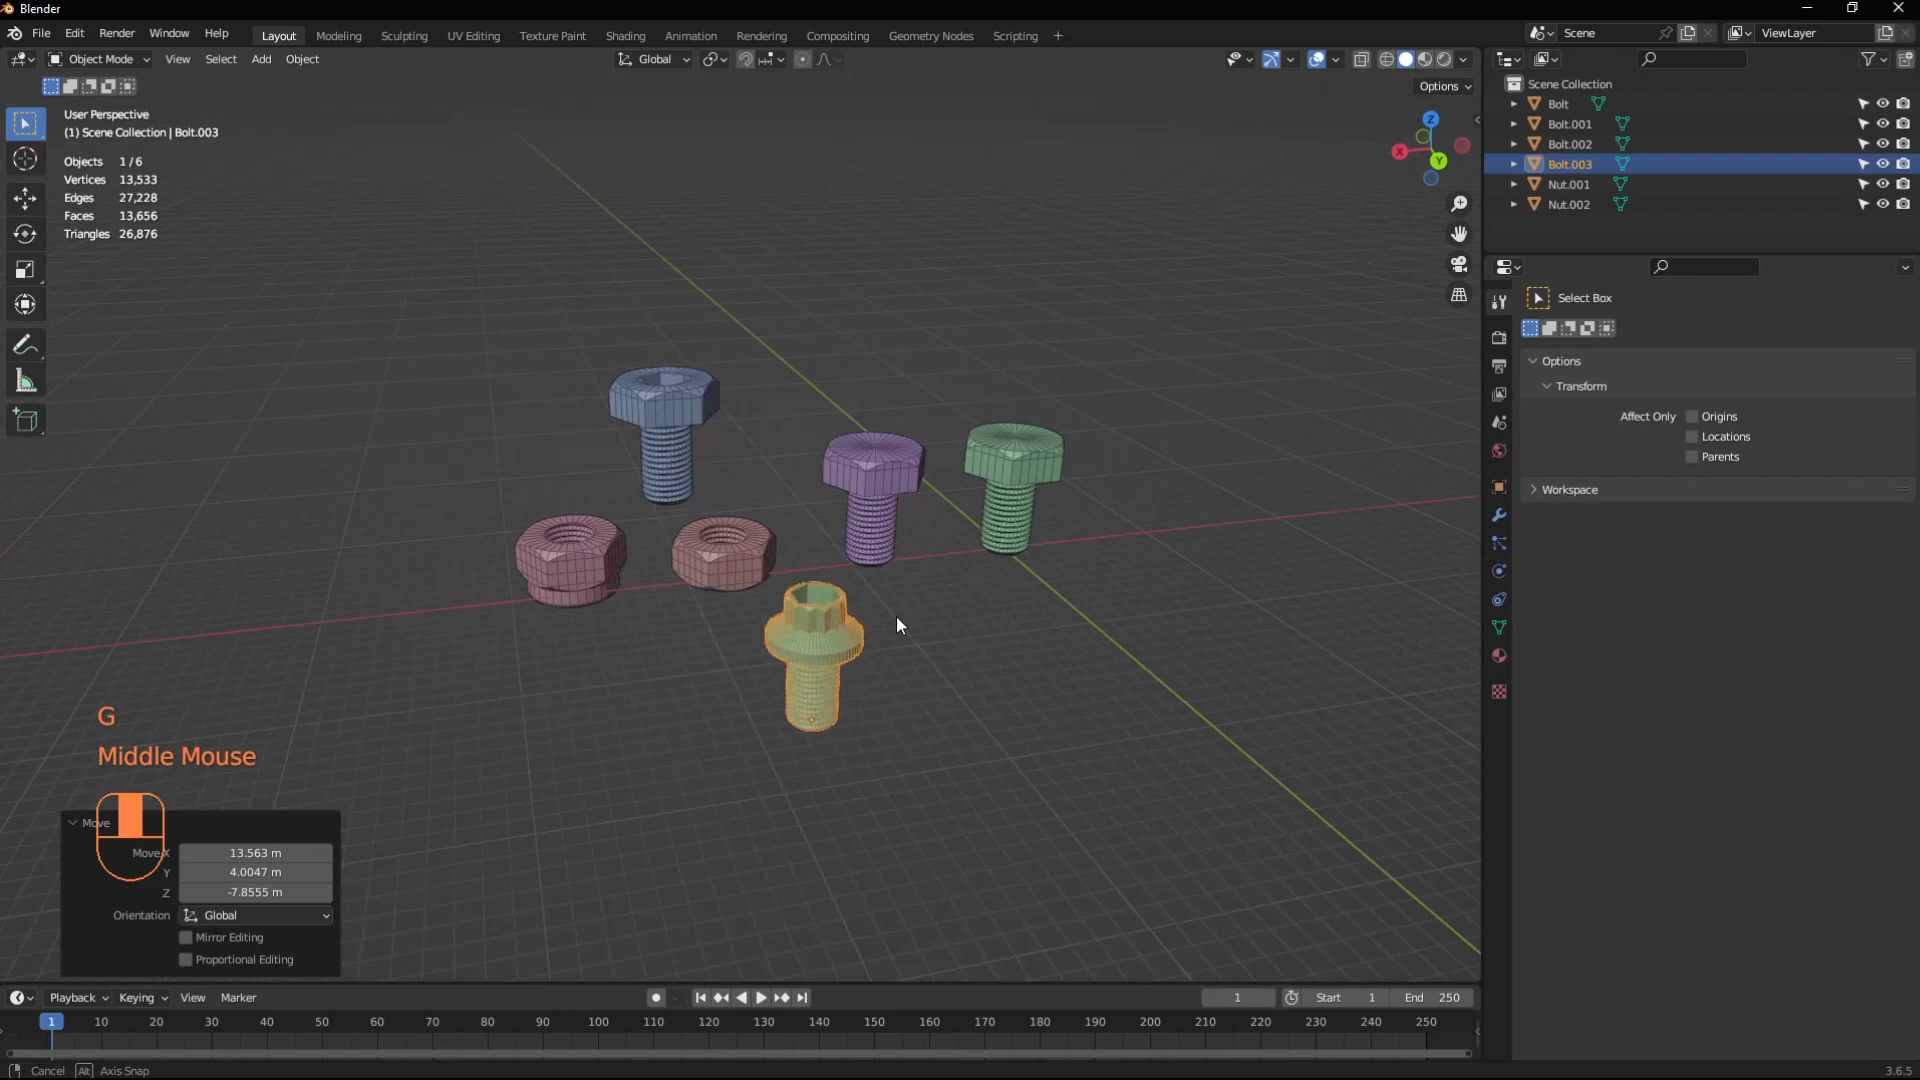 Blender
File Edit Render Window Help
Layout Modeling Sculpting UV Editing Texture Paint Shading Animation Rendering Compositing Geometry Nodes Scripting +
Scene
ViewLayer
Object Mode View Select Add Object
Global
Options
User Perspective
(1) Scene Collection | Bolt.003
Objects 1/6
Vertices 13,533
Edges 27,228
Faces 13,656
Triangles 26,876
Z
X
Y
Scene Collection
Bolt
Bolt.001
Bolt.002
Bolt.003
Nut.001
Nut.002
Select Box
Options
Transform
Affect Only Origins
Locations
Parents
Workspace
G
Middle Mouse
Move
Move X 13.563 m
Y 4.0047 m
Z -7.8555 m
Orientation Global
Mirror Editing
Proportional Editing
Playback Keying View Marker
1
Start 1
End 250
1 10 20 30 40 50 60 70 80 90 100 110 120 130 140 150 160 170 180 190 200 210 220 230 240 250
Cancel Alt Axis Snap
3.6.5